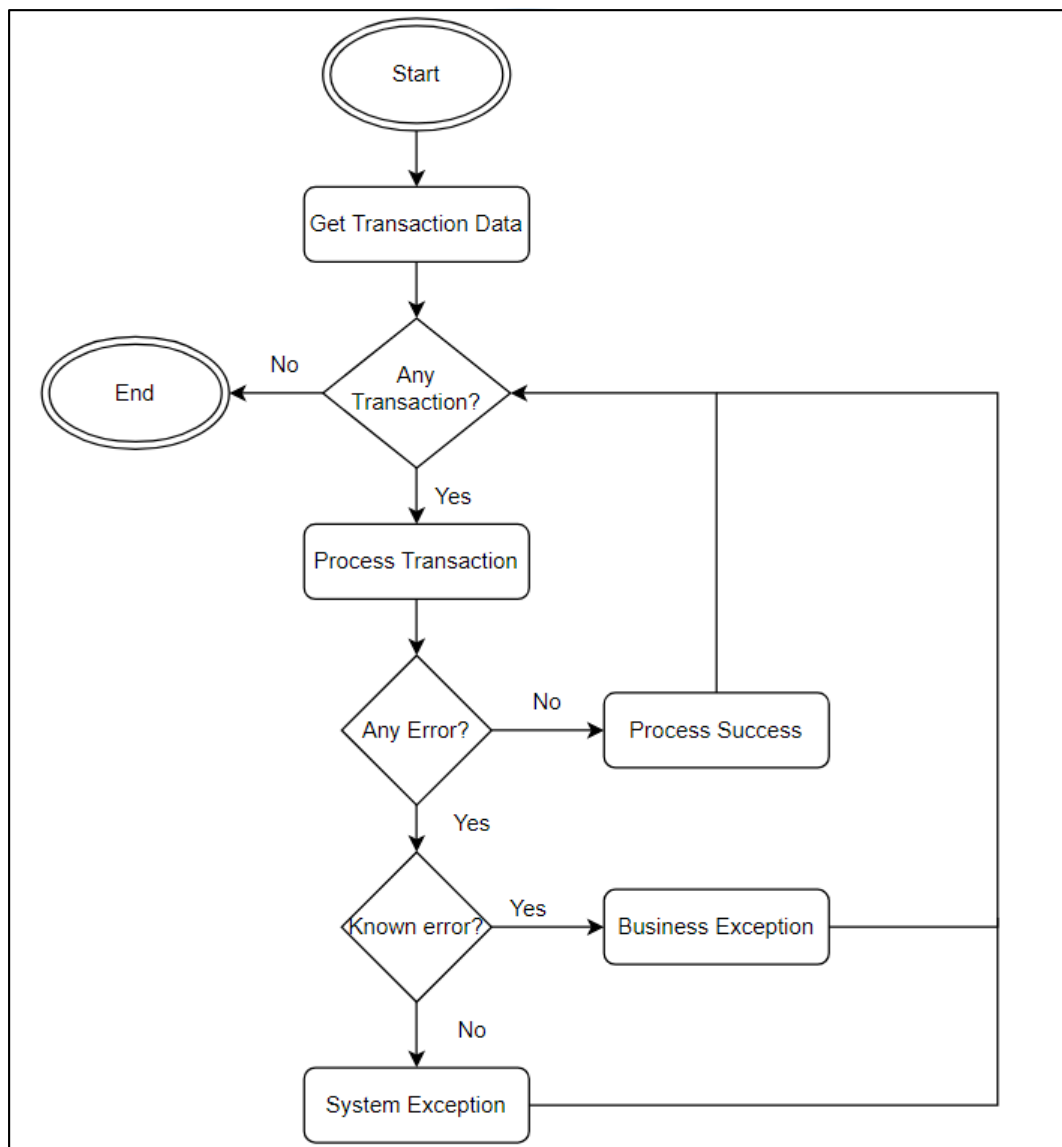 Start
Get Transaction Data
No
End
Any
Transaction?
Yes
Process Transaction
Any Error?
No
Process Success
Yes
Known error?
Yes
Business Exception
No
System Exception